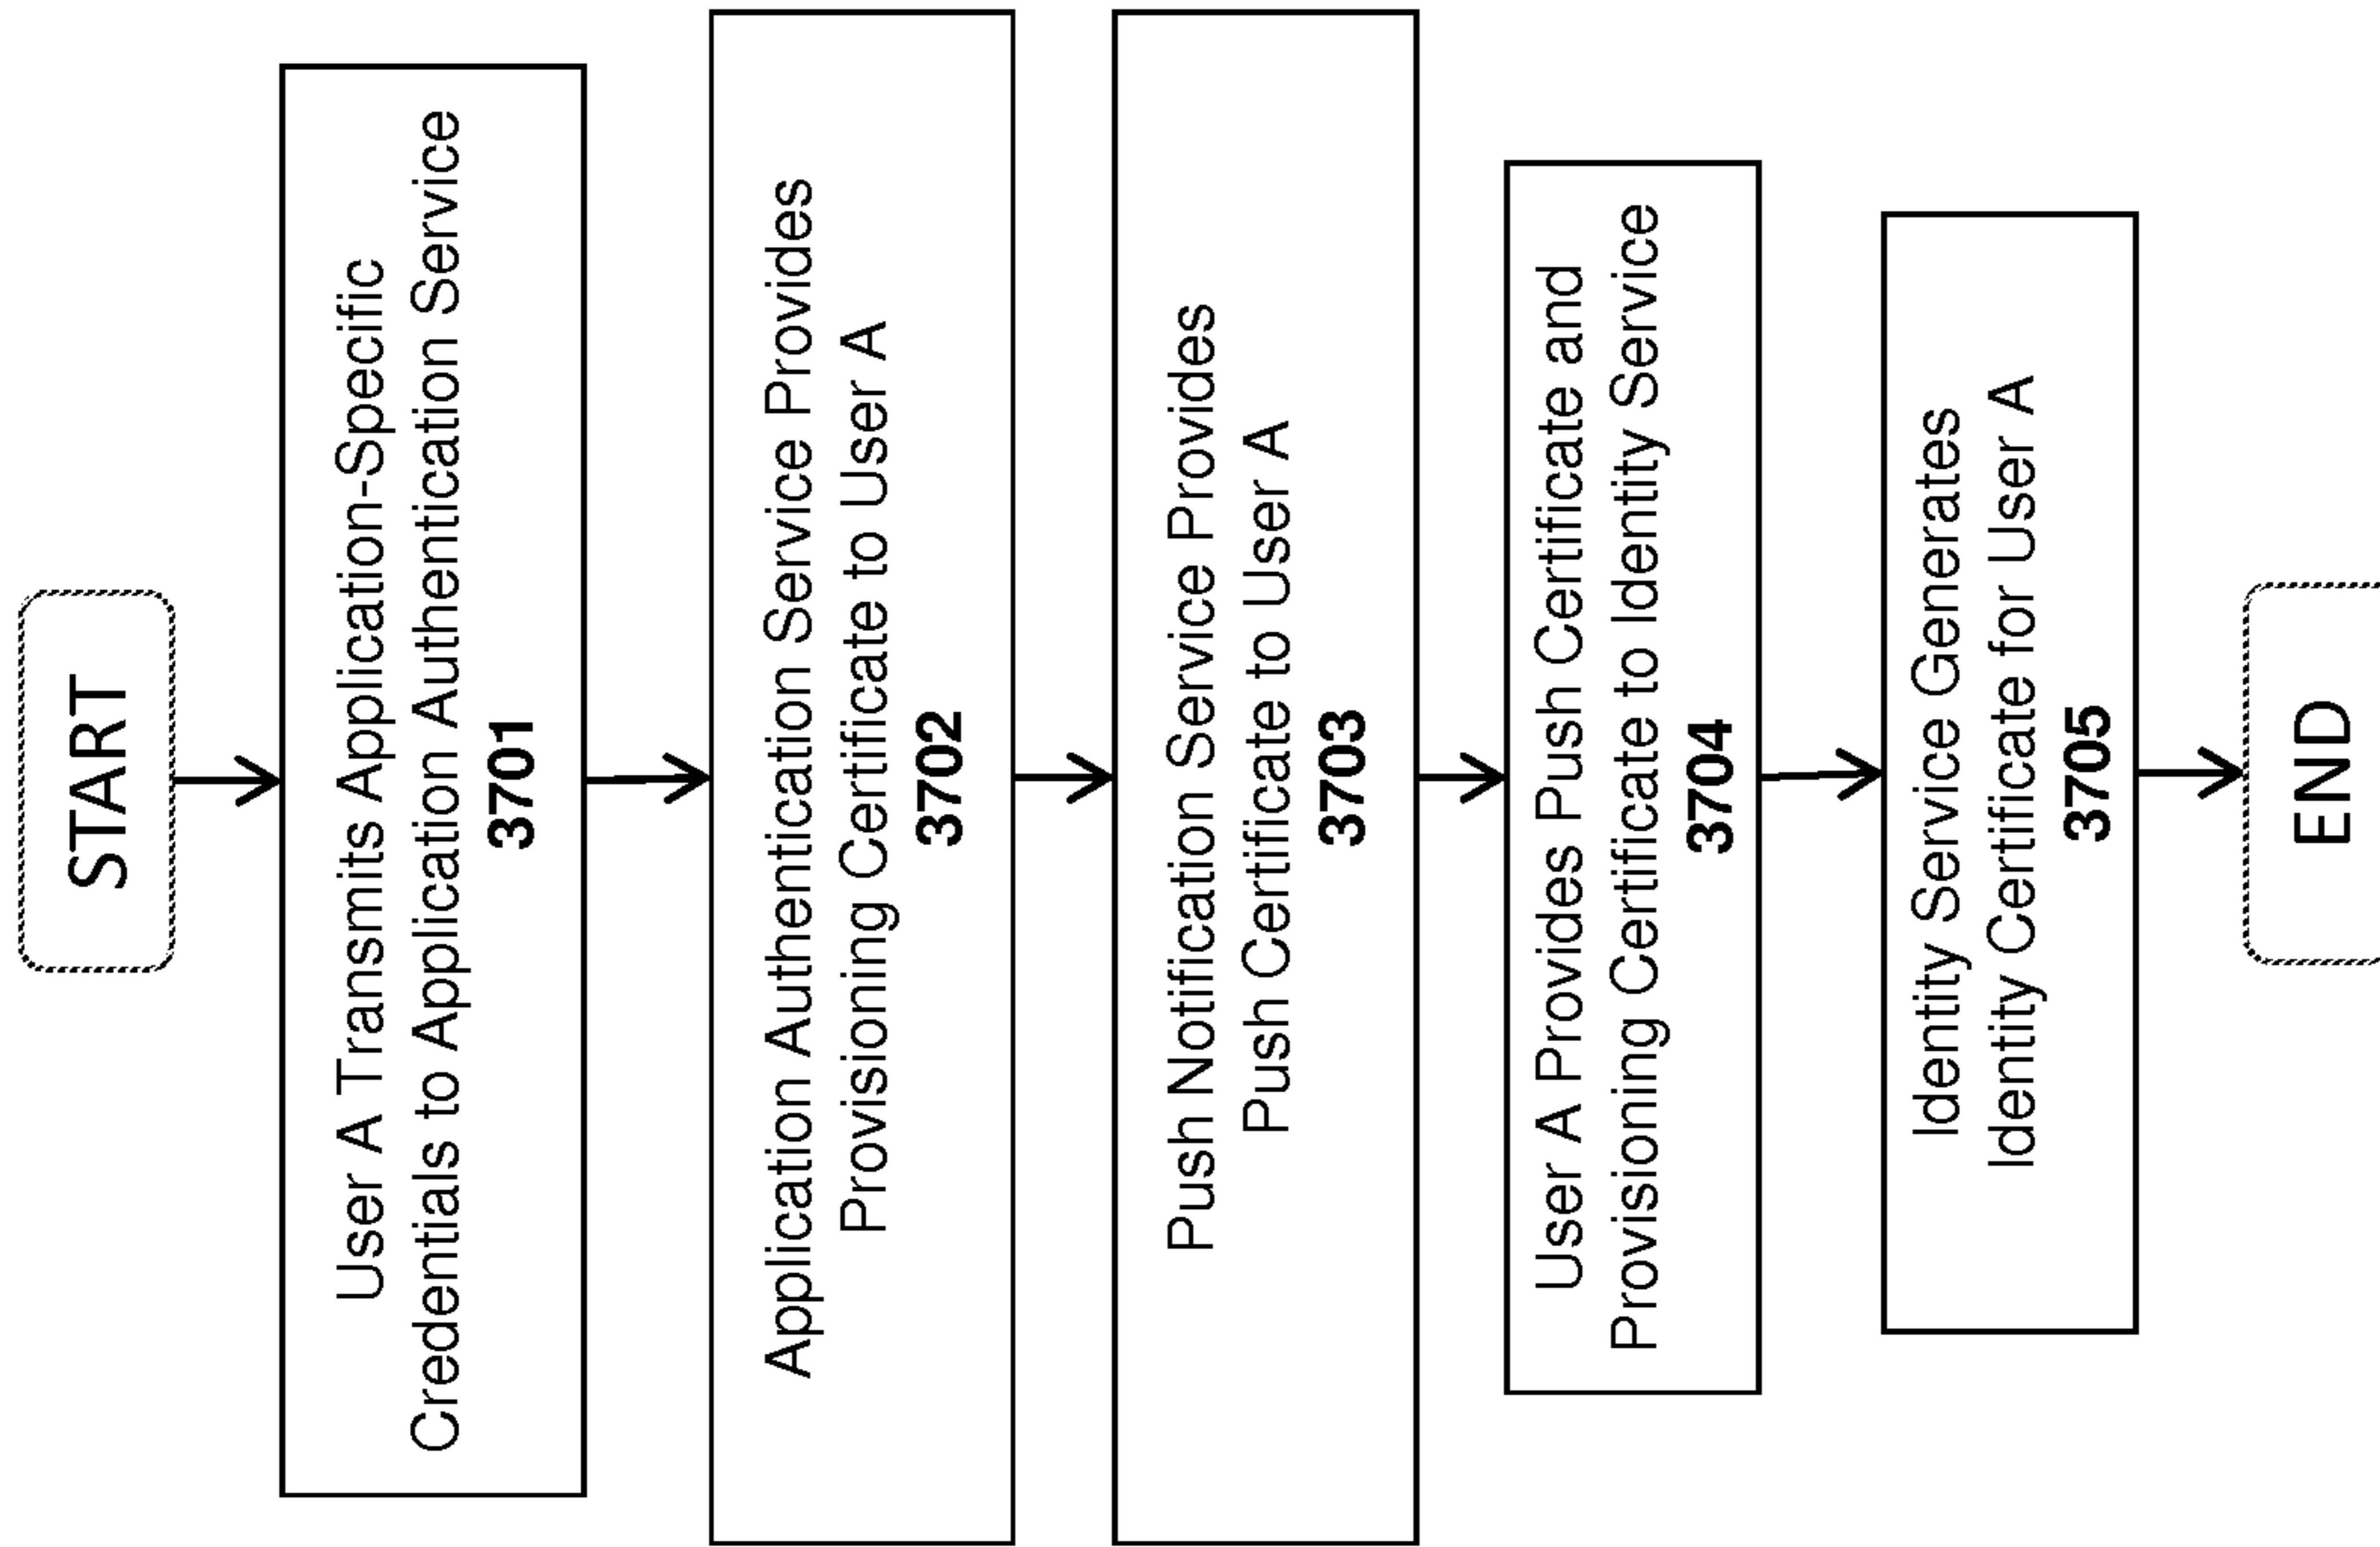 START
User A Transmits Application-Specific
Credentials to Application Authentication Service
3701
Application Authentication Service Provides
Provisioning Certificate to User A
3702
Push Notification Service Provides
Push Certificate to User A
3703
User A Provides Push Certificate and
Provisioning Certificate to Identity Service
3704
Identity Service Generates
Identity Certificate for User A
3705
END